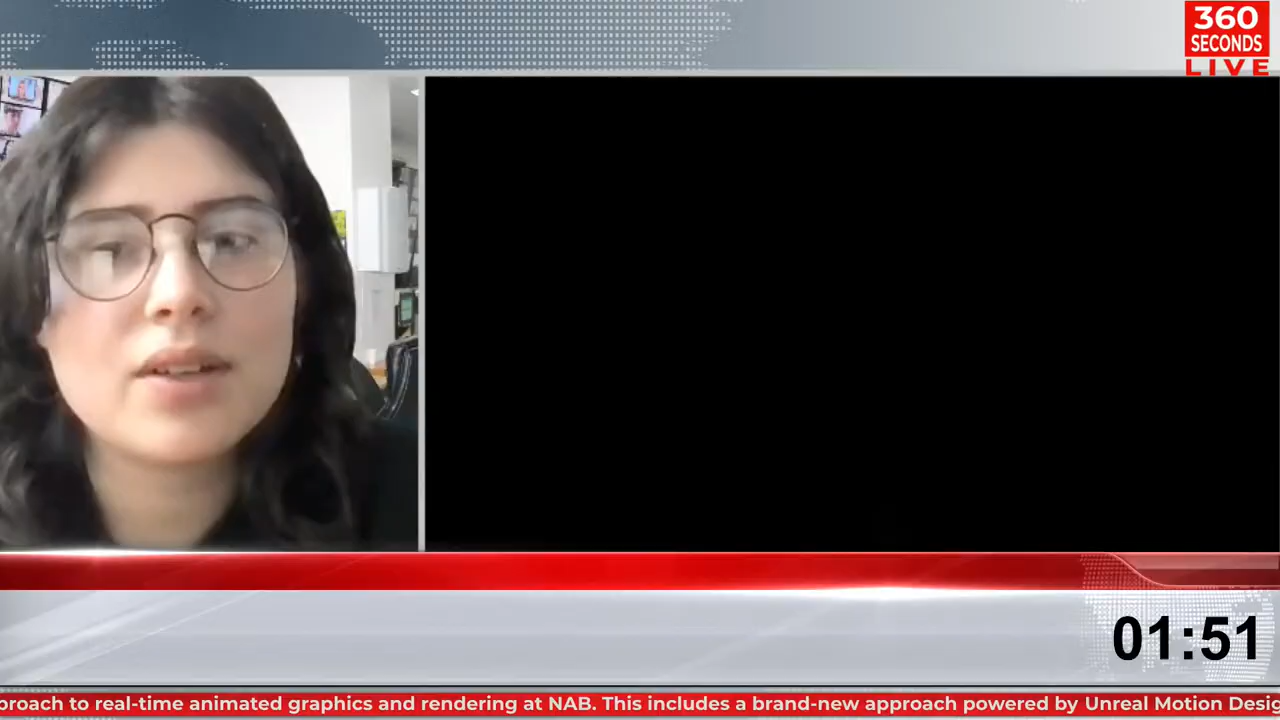 360
SECONDS
LIVE
01:51
proach to real-time animated graphics and rendering at NAB. This includes a brand-new approach powered by Unreal Motion Desig